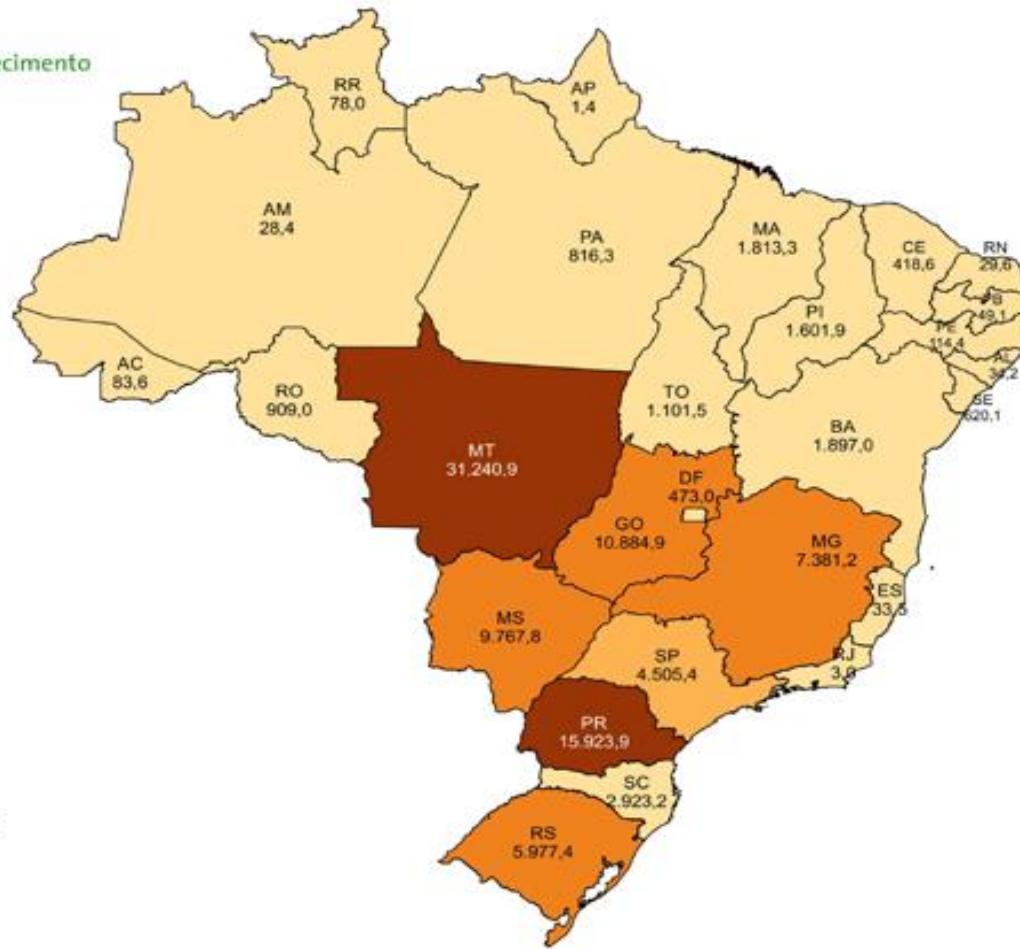 ecimento
RR
78,0
AP
1,4
AM
28,4
PA
816,3
MA
1.813,3
CE
418,6
RN
29,6
PB
49,1
PI
1.601,9
PE
114,4
AL
34,2
SE
620,1
AC
83,6
RO
909,0
TO
1.101,5
BA
1.897,0
MT
31.240,9
DF
473,0
GO
10.884,9
MG
7.381,2
ES
33,5
MS
9.767,8
SP
4.505,4
RJ
PR
15.923,9
SC
2.923,2
RS
5.977,4